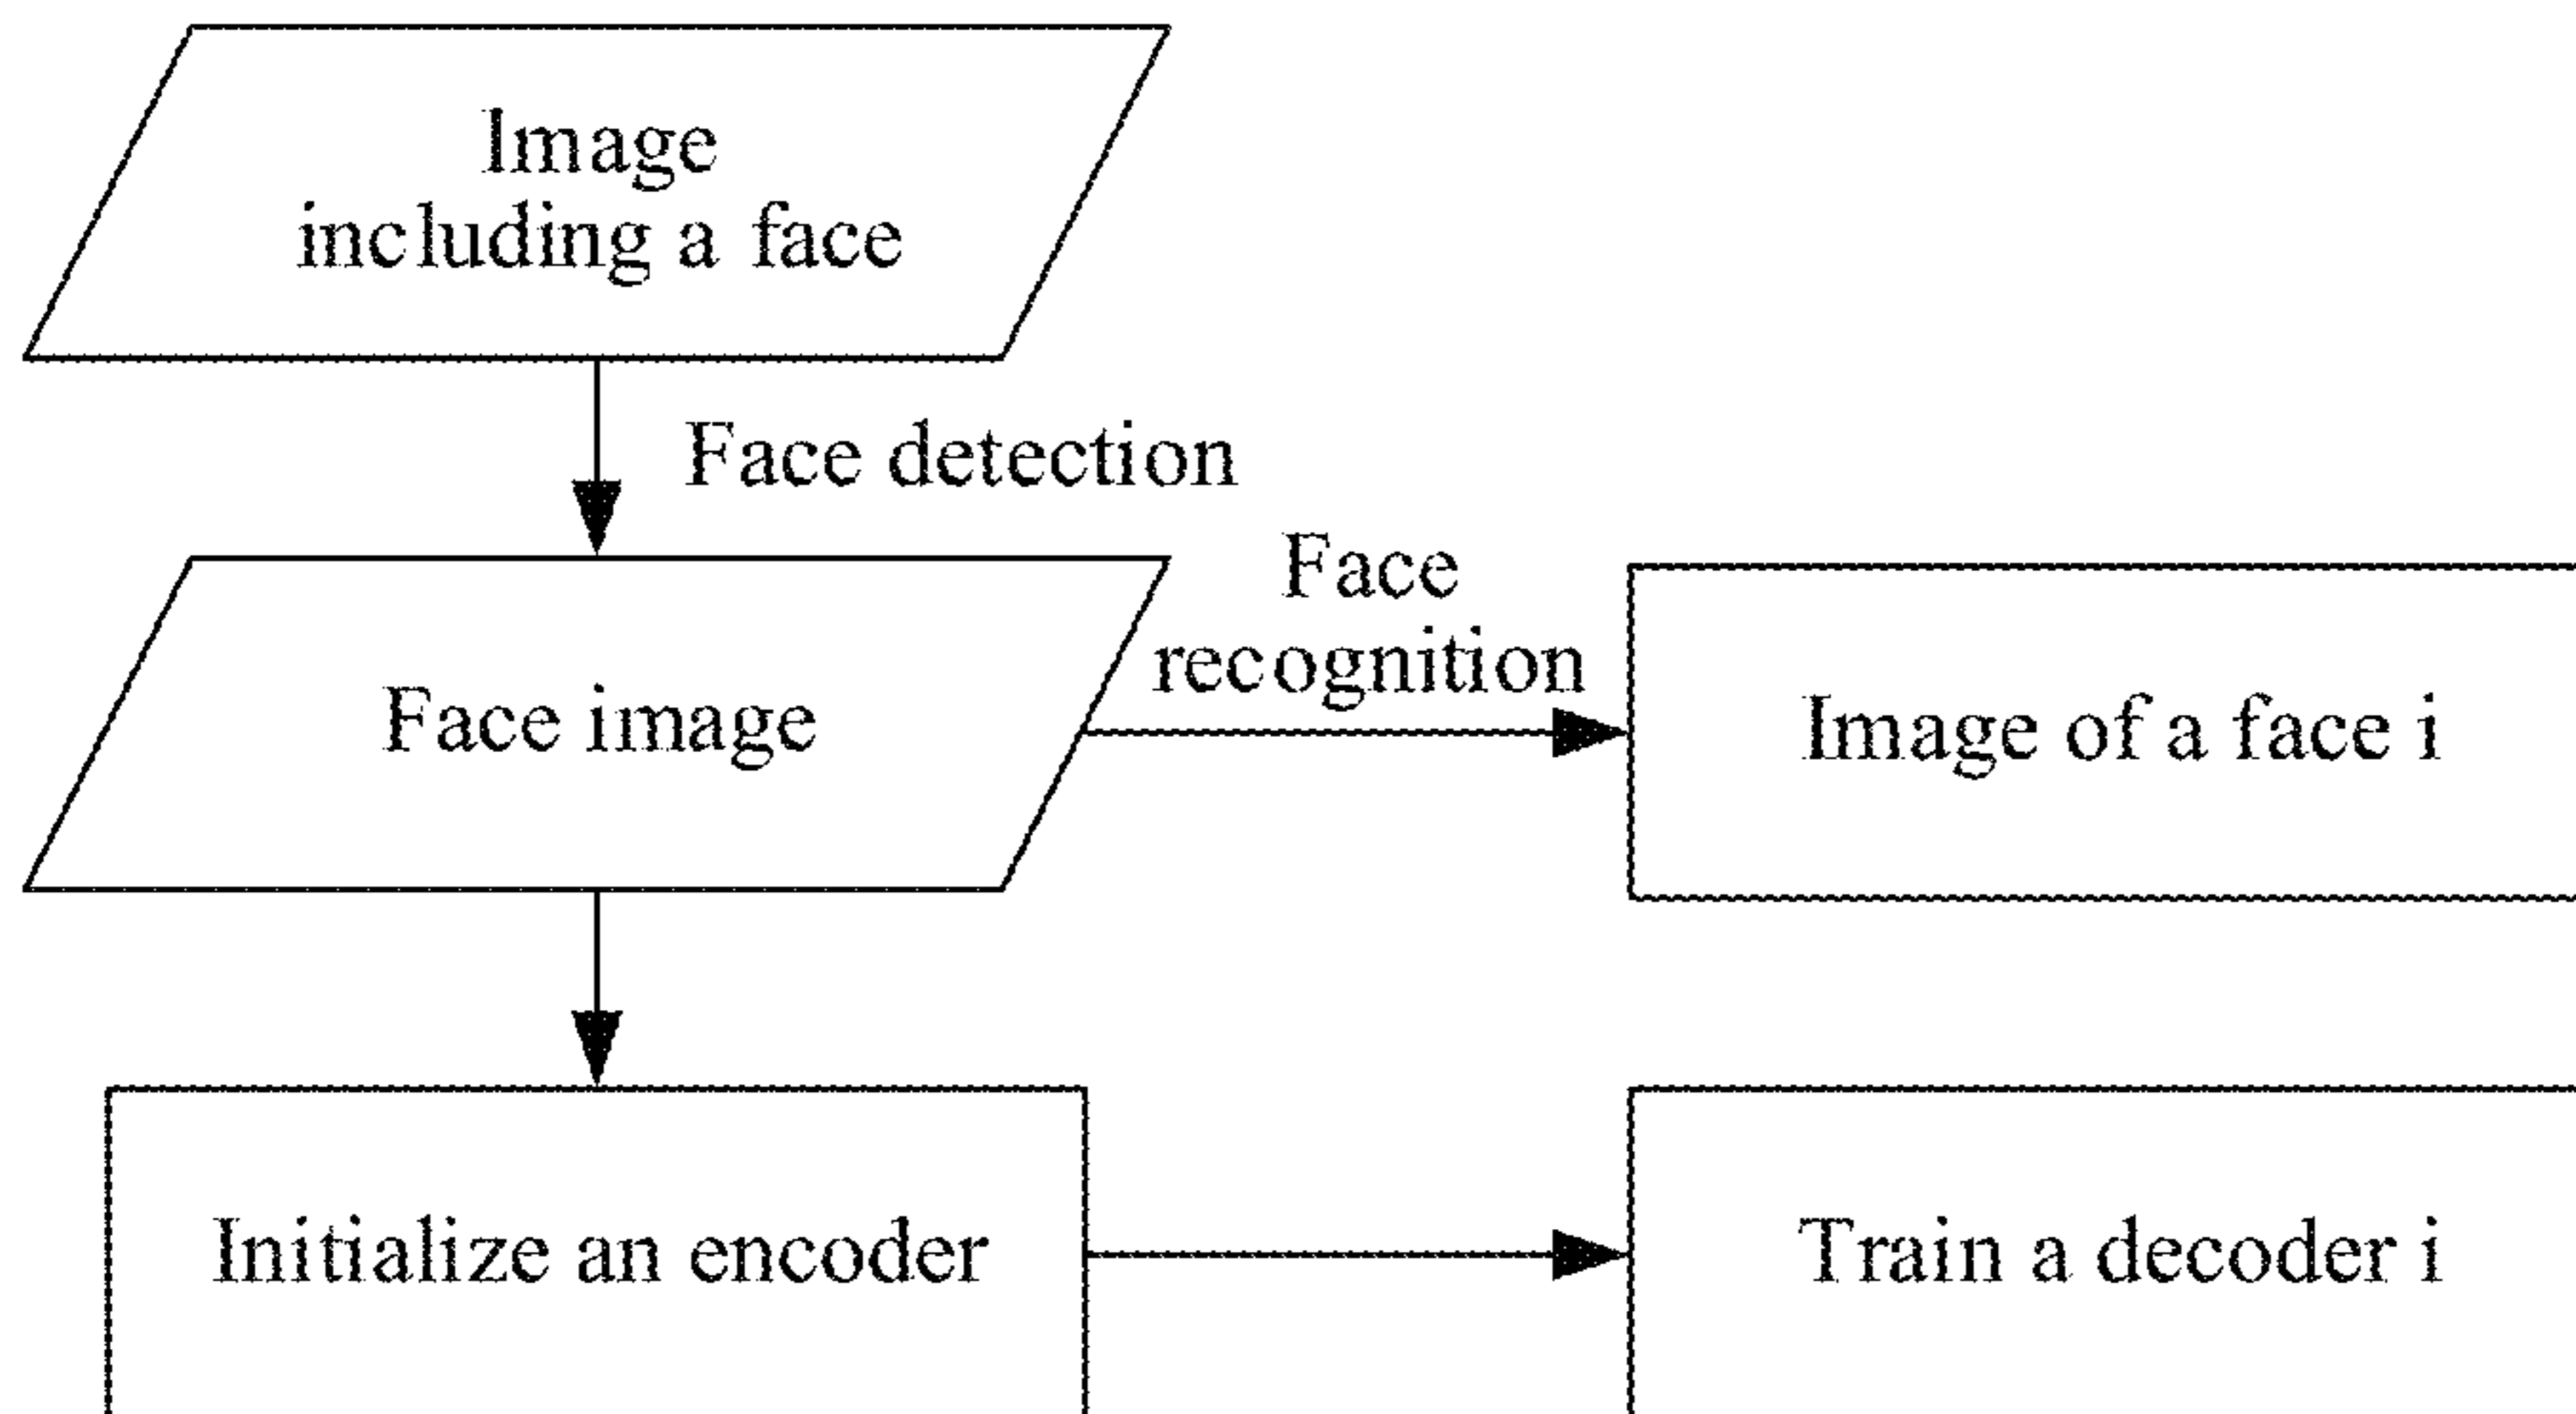 Image
including a face
Face detection
Face
recognition
Face image
Image of a face i
Initialize an encoder
Train a decoder i